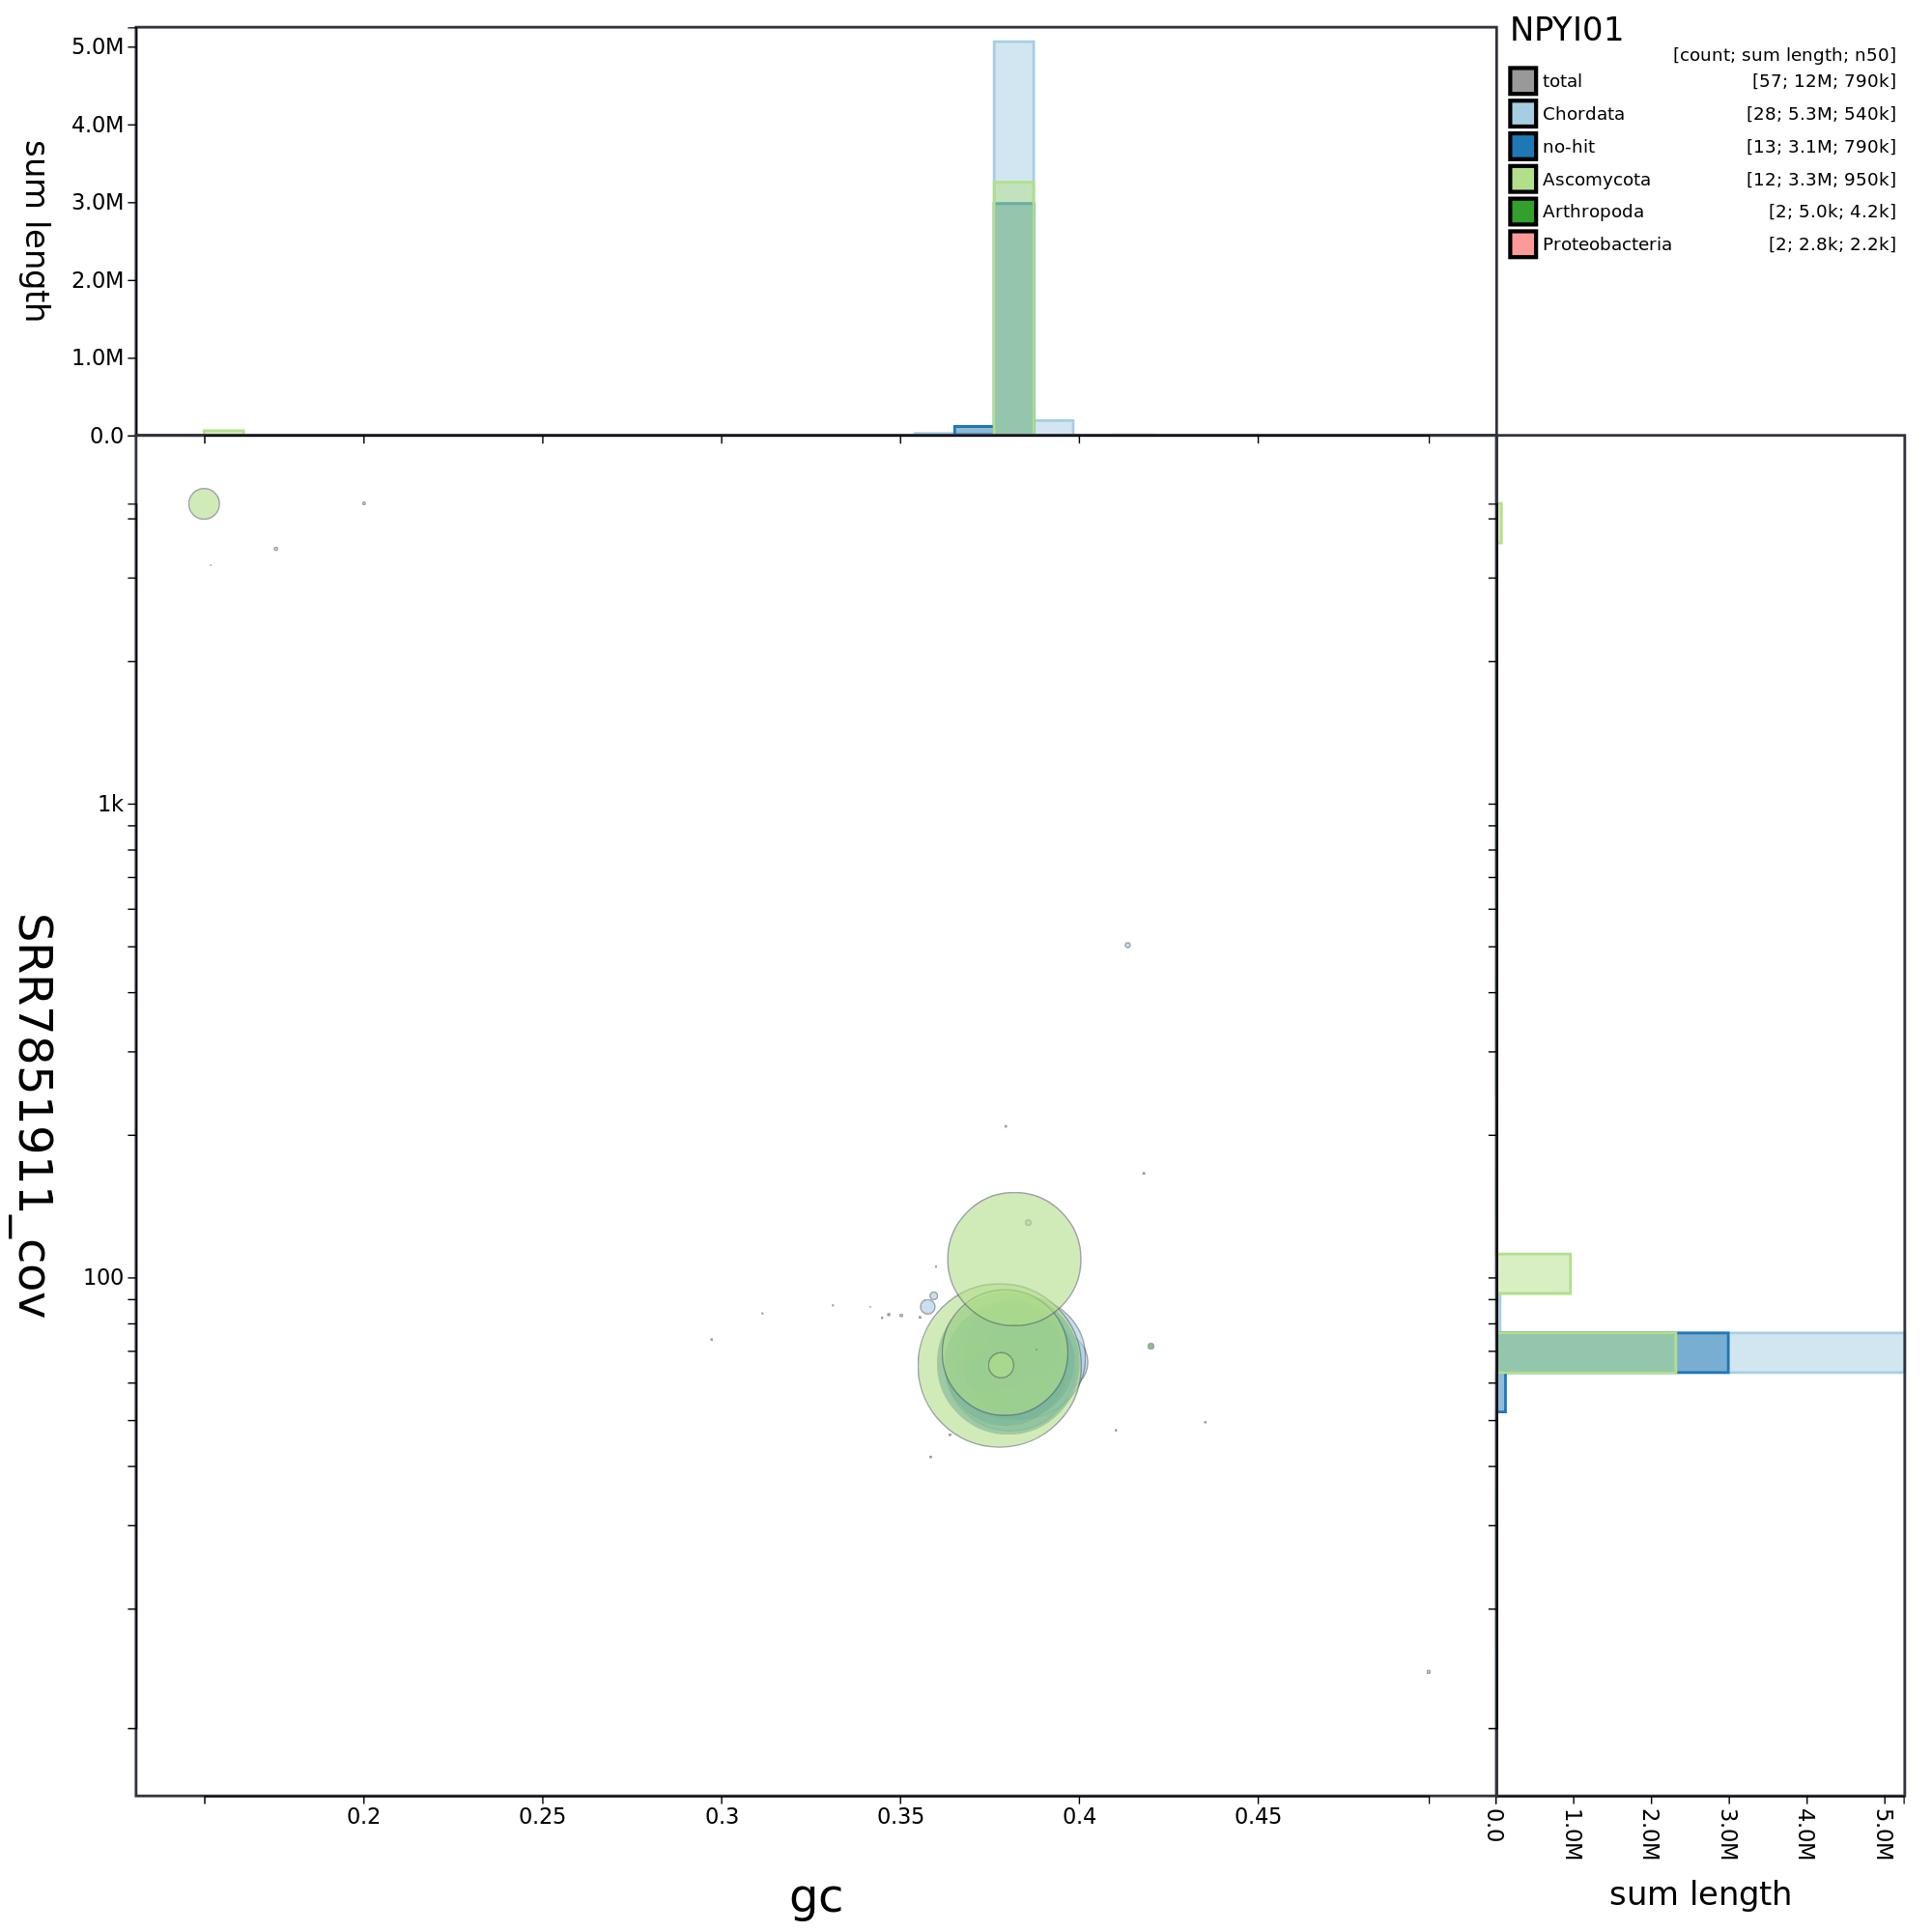 NPYI01
[count; sum length; n50]
total [57; 12M; 790k]
Chordata [28; 5.3M; 540k]
no-hit [13; 3.1M; 790k]
Ascomycota [12; 3.3M; 950k]
Arthropoda [2; 5.0k; 4.2k]
Proteobacteria [2; 2.8k; 2.2k]
sum length
5.0M
4.0M
3.0M
2.0M
1.0M
0.0
SRR7851911_cov
1k
100
0.2 0.25 0.3 0.35 0.4 0.45
gc
0.0 1.0M 2.0M 3.0M 4.0M 5.0M
sum length